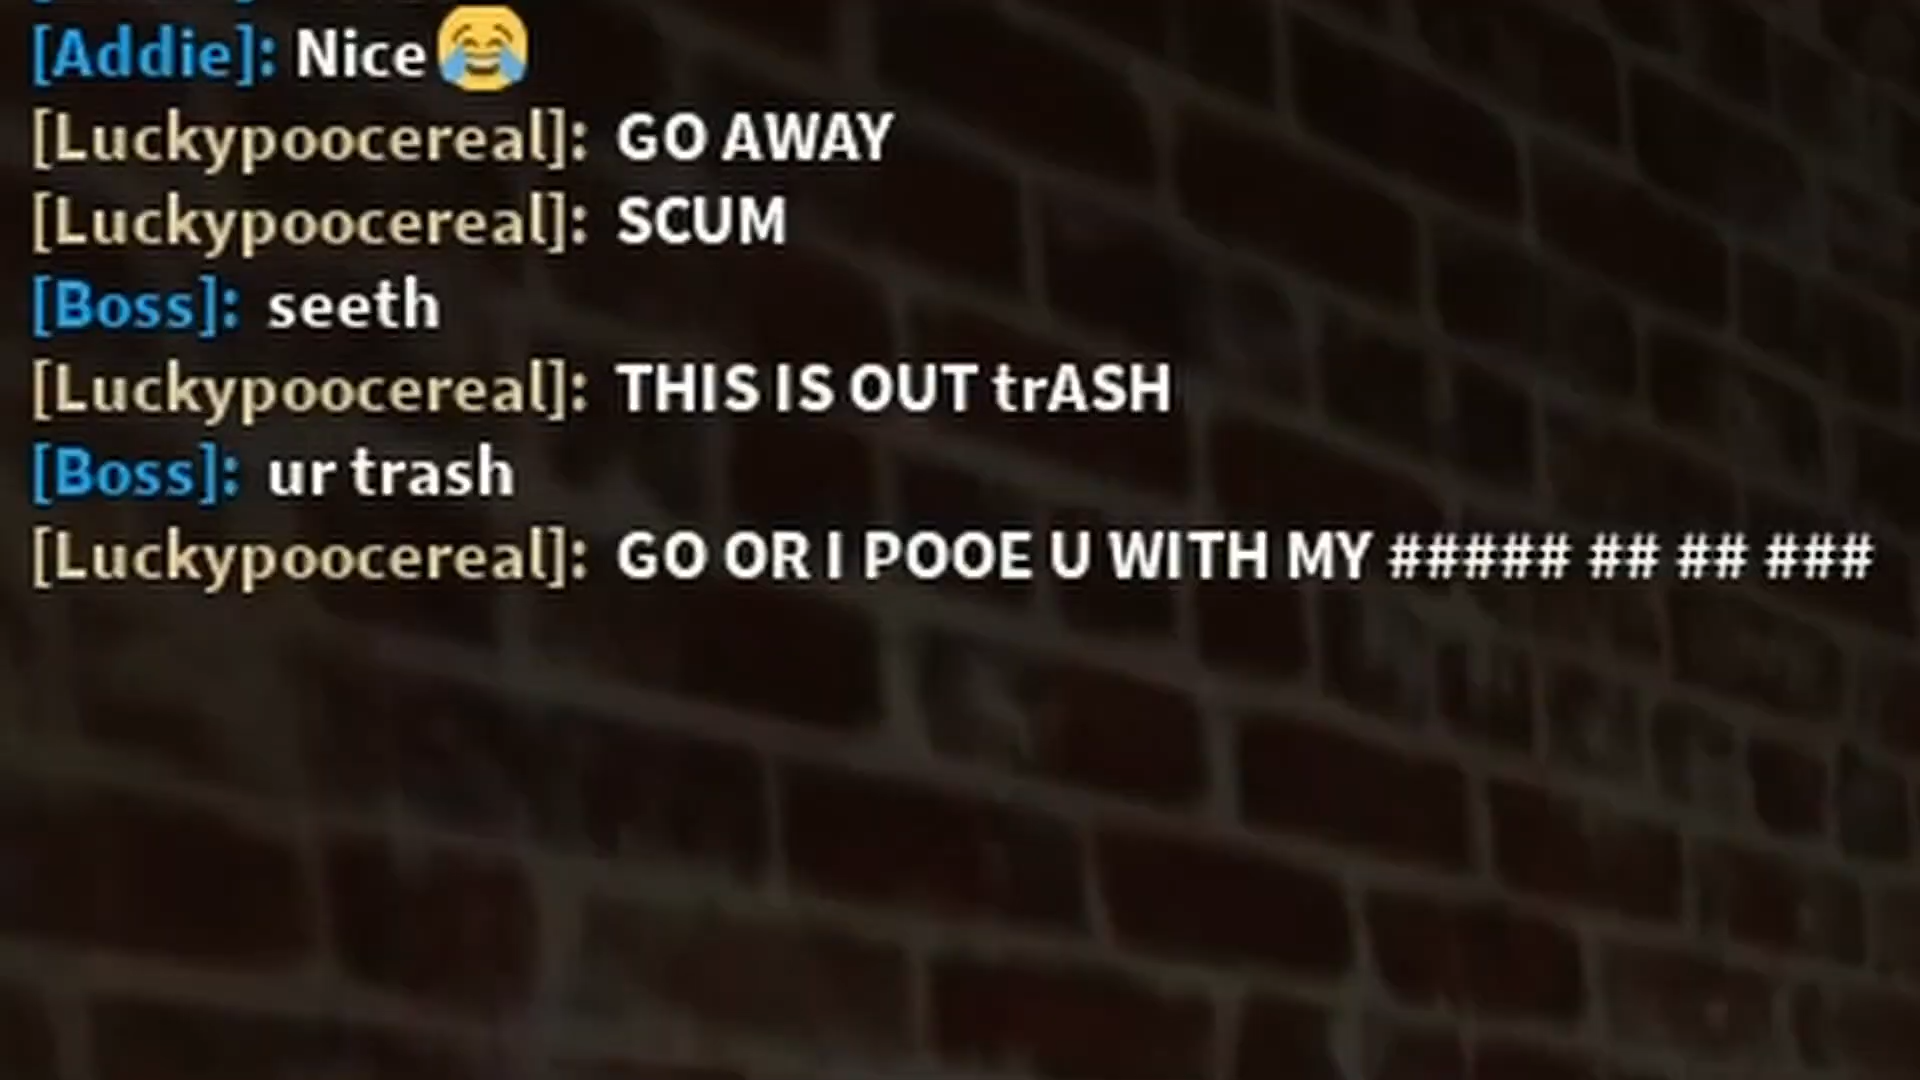 [Addie]: Nice😂
[Luckypoocereal]: GO AWAY
[Luckypoocereal]: SCUM
[Boss]: seeth
[Luckypoocereal]: THIS IS OUT trASH
[Boss]: ur trash
[Luckypoocereal]: GO OR I POOE U WITH MY ##### ## ## ###